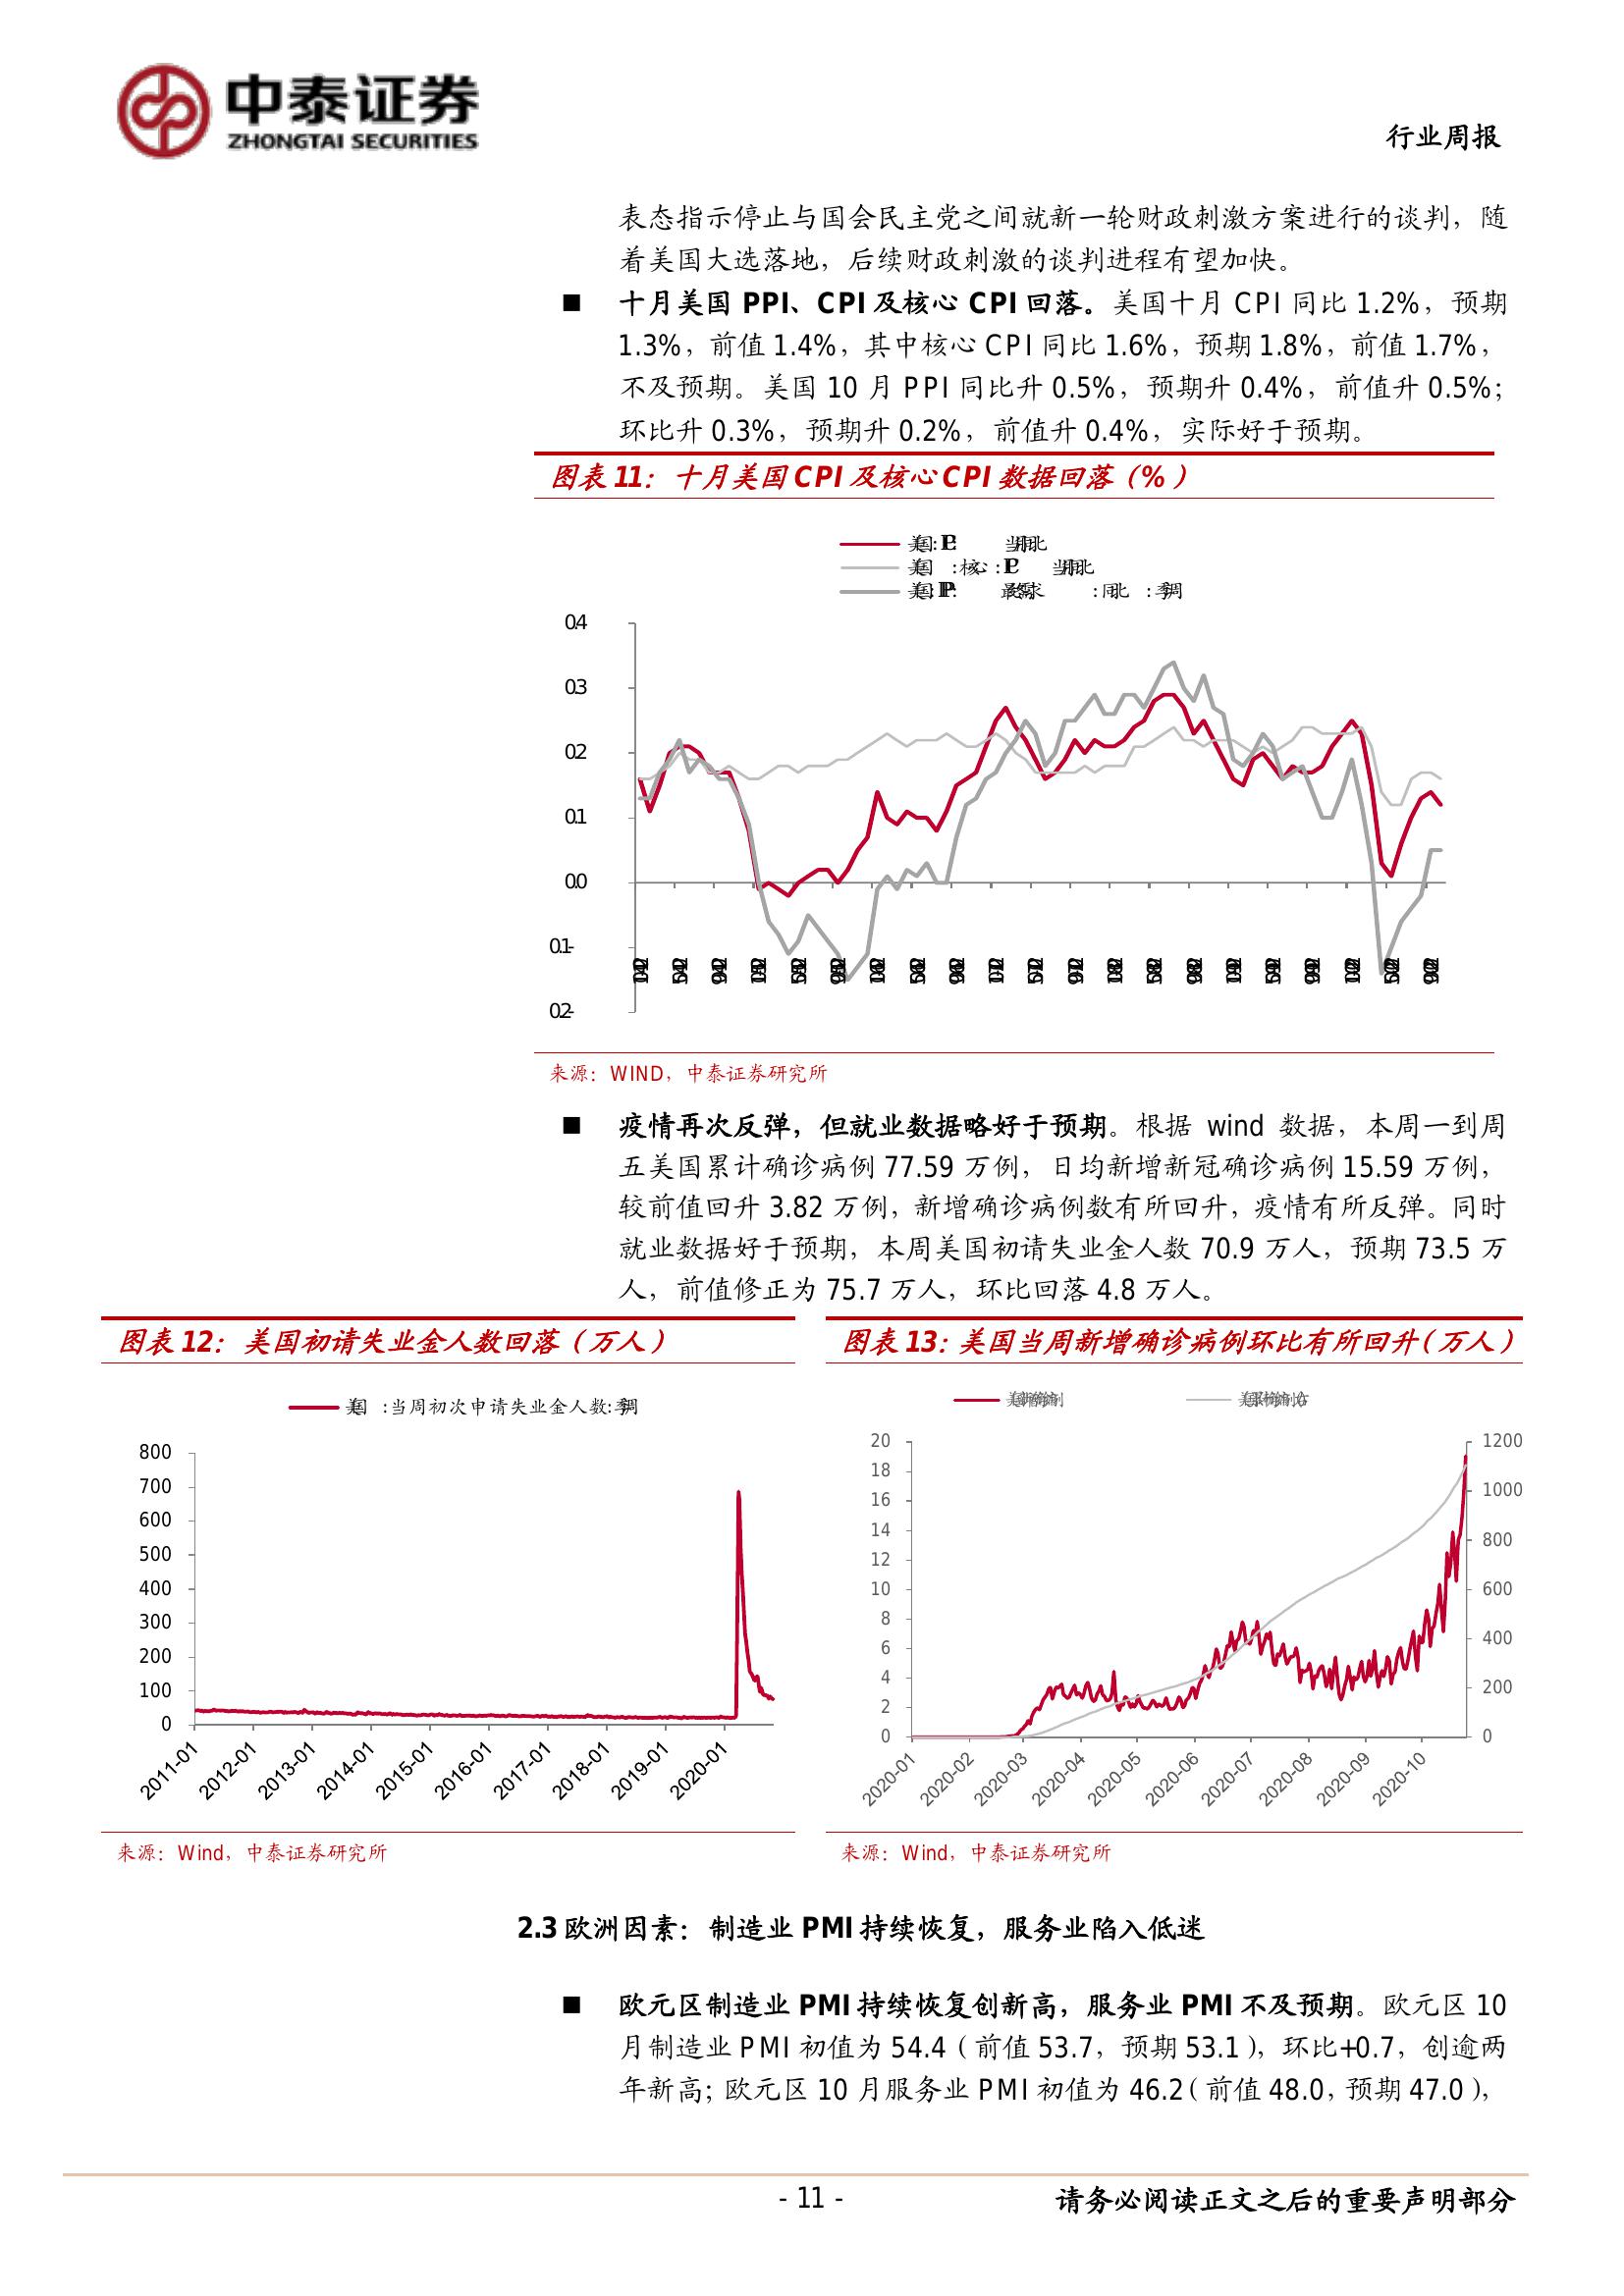 中泰证券
ZHONGTAI SECURITIES
行业周报
表态指示停止与国会民主党之间就新一轮财政刺激方案进行的谈判，随
着美国大选落地，后续财政刺激的谈判进程有望加快。
■ 十月美国 PPI、CPI 及核心 CPI 回落。美国十月 CPI 同比 1.2%，预期
1.3%，前值 1.4%，其中核心 CPI 同比 1.6%，预期 1.8%，前值 1.7%，
不及预期。美国 10 月 PPI 同比升 0.5%，预期升 0.4%，前值升 0.5%；
环比升 0.3%，预期升 0.2%，前值升 0.4%，实际好于预期。
图表 11：十月美国 CPI 及核心 CPI 数据回落（%）
0.4
0.3
0.2
0.1
0.0
来源：WIND，中泰证券研究所
■ 疫情再次反弹，但就业数据略好于预期。根据 wind 数据，本周一到周
五美国累计确诊病例 77.59 万例，日均新增新冠确诊病例 15.59 万例，
较前值回升 3.82 万例，新增确诊病例数有所回升，疫情有所反弹。同时
就业数据好于预期，本周美国初请失业金人数 70.9 万人，预期 73.5 万
人，前值修正为 75.7 万人，环比回落 4.8 万人。
图表 12：美国初请失业金人数回落（万人）
美国:当周初次申请失业金人数:季调
800
700
600
500
400
300
200
100
0
2011-01 2012-01 2013-01 2014-01 2015-01 2016-01 2017-01 2018-01 2019-01 2020-01
来源：Wind，中泰证券研究所
图表 13：美国当周新增确诊病例环比有所回升（万人）
20 1200
18
16 1000
14
12 800
10 600
8
6 400
4
2 200
0 0
2020-01 2020-02 2020-03 2020-04 2020-05 2020-06 2020-07 2020-08 2020-09 2020-10
来源：Wind，中泰证券研究所
2.3 欧洲因素：制造业 PMI 持续恢复，服务业陷入低迷
■ 欧元区制造业 PMI 持续恢复创新高，服务业 PMI 不及预期。欧元区 10
月制造业 PMI 初值为 54.4（前值 53.7，预期 53.1），环比+0.7，创逾两
年新高；欧元区 10 月服务业 PMI 初值为 46.2（前值 48.0，预期 47.0），
- 11 -
请务必阅读正文之后的重要声明部分